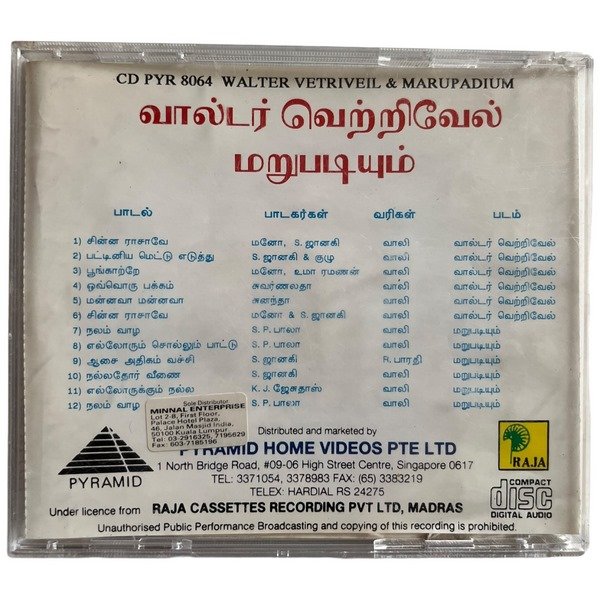 CD PYR 8064 WALTER VETRIVEIL & MARUPADIUM
வால்டர் வெற்றிவேல்
மறுபடியும்
பாடல் பாடகர்கள் வரிகள் படம்
1) சின்ன ராசாவே மனோ, S. ஜானகி வாலி வால்டர் வெற்றிவேல்
2) பட்டினிய மெட்டு எடுத்து S. ஜானகி & குழு வாலி வால்டர் வெற்றிவேல்
3) பூங்காற்றே மனோ, உமா ரமணன் வாலி வால்டர் வெற்றிவேல்
4) ஒவ்வொரு பக்கம் சுவர்ணலதா வாலி வால்டர் வெற்றிவேல்
5) மன்னவா மன்னவா சுனந்தா வாலி வால்டர் வெற்றிவேல்
6) சின்ன ராசாவே மனோ & S. ஜானகி வாலி வால்டர் வெற்றிவேல்
7) நலம் வாழ S. P. பாலா வாலி மறுபடியும்
8) எல்லோரும் சொல்லும் பாட்டு S. P. பாலா வாலி மறுபடியும்
9) ஆசை அதிகம் வச்சி S. ஜானகி R. பாரதி மறுபடியும்
10) நல்லதோர் வீணை S. ஜானகி வாலி மறுபடியும்
11) எல்லோருக்கும் நல்ல K. J. ஜேசுதாஸ் வாலி மறுபடியும்
12) நலம் வாழ S. P. பாலா வாலி மறுபடியும்
Sole Distributor
MINNAL ENTERPRISE
Lot 2-8, First Floor,
Palace Hotel Plaza,
46, Jalan Masjid India,
50100 Kuala Lumpur.
Tel: 03-2916325, 7195629
Fax: 603-7185196
PYRAMID
Distributed and marketed by
PYRAMID HOME VIDEOS PTE LTD
1 North Bridge Road, #09-06 High Street Centre, Singapore 0617
TEL: 3371054, 3378983 FAX: (65) 3383219
TELEX: HARDIAL RS 24275
RAJA
COMPACT
disc
DIGITAL AUDIO
Under licence from RAJA CASSETTES RECORDING PVT LTD, MADRAS
Unauthorised Public Performance Broadcasting and copying of this recording is prohibited.